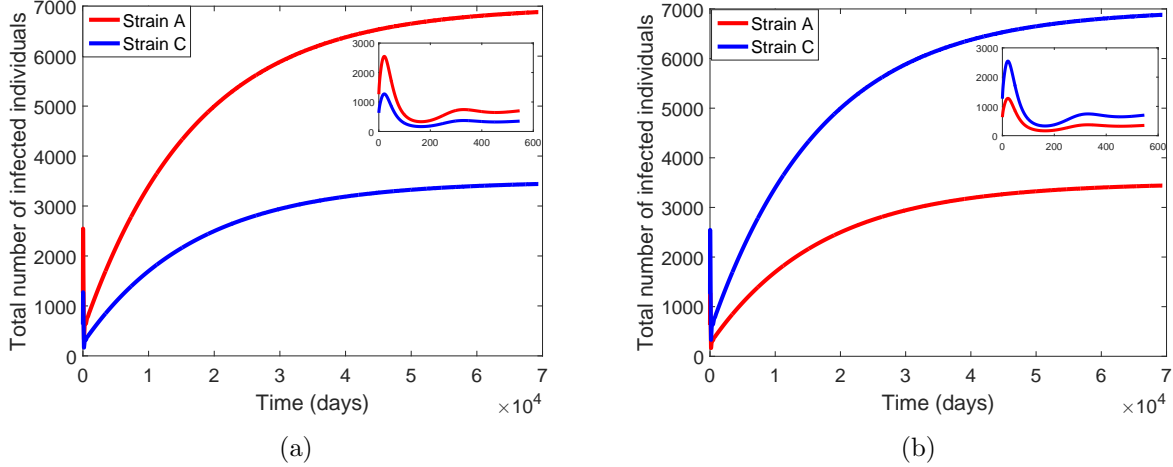 7000
6000
5000
4000
3000
2000
1000
0
Total number of infected individuals
Strain A
Strain C
3000
2000
1000
0
0 200 400 600
0 1 2 3 4 5 6 7
Time (days)
×10^4
(a)
7000
6000
5000
4000
3000
2000
1000
0
Total number of infected individuals
Strain A
Strain C
3000
2000
1000
0
0 200 400 600
0 1 2 3 4 5 6 7
Time (days)
×10^4
(b)